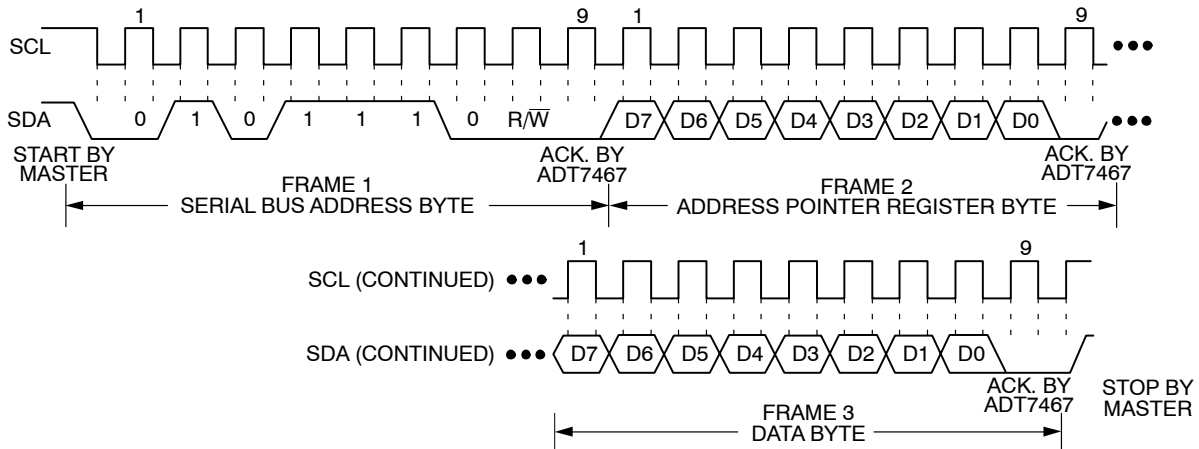 1 9 1 9
SCL
SDA 0 1 0 1 1 1 0 R/W̅ D7 D6 D5 D4 D3 D2 D1 D0
START BY
MASTER
ACK. BY
ADT7467
ACK. BY
ADT7467
FRAME 1
SERIAL BUS ADDRESS BYTE
FRAME 2
ADDRESS POINTER REGISTER BYTE
1 9
SCL (CONTINUED)
SDA (CONTINUED) D7 D6 D5 D4 D3 D2 D1 D0
ACK. BY
ADT7467
STOP BY
MASTER
FRAME 3
DATA BYTE